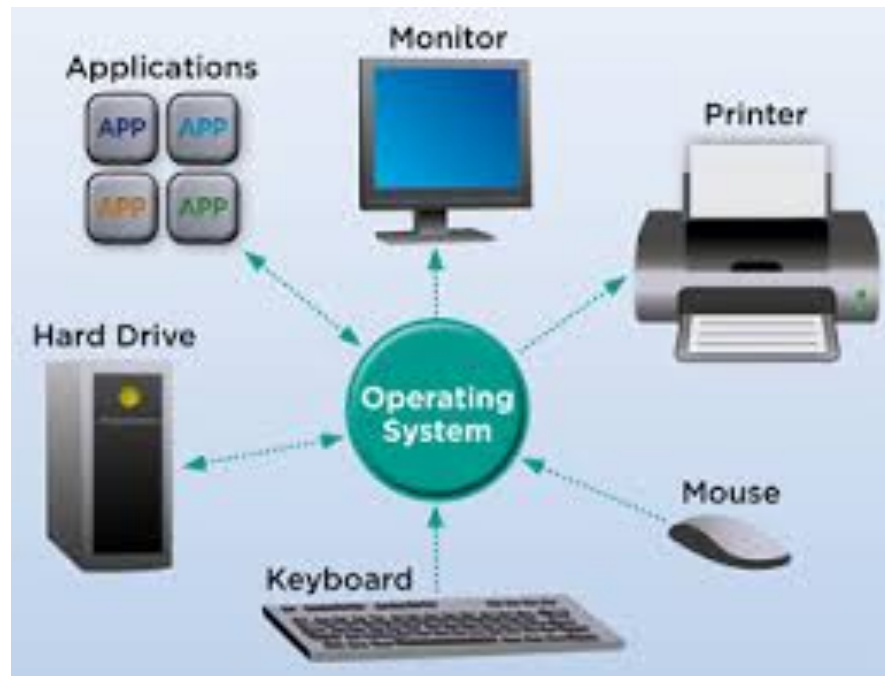 Monitor
Applications
APP APP
APP APP
Printer
Hard Drive
Operating
System
Mouse
Keyboard